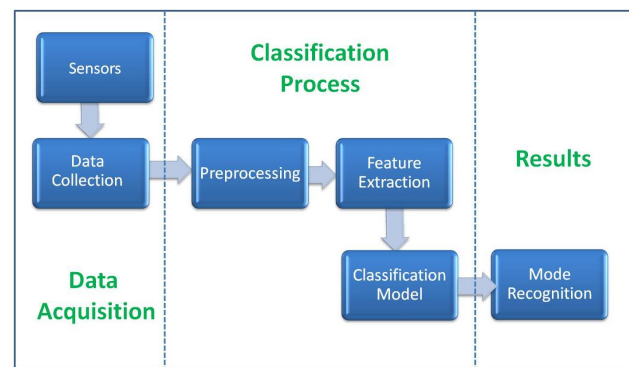 Sensors
Data
Collection
Data
Acquisition
Classification
Process
Preprocessing
Feature
Extraction
Classification
Model
Results
Mode
Recognition